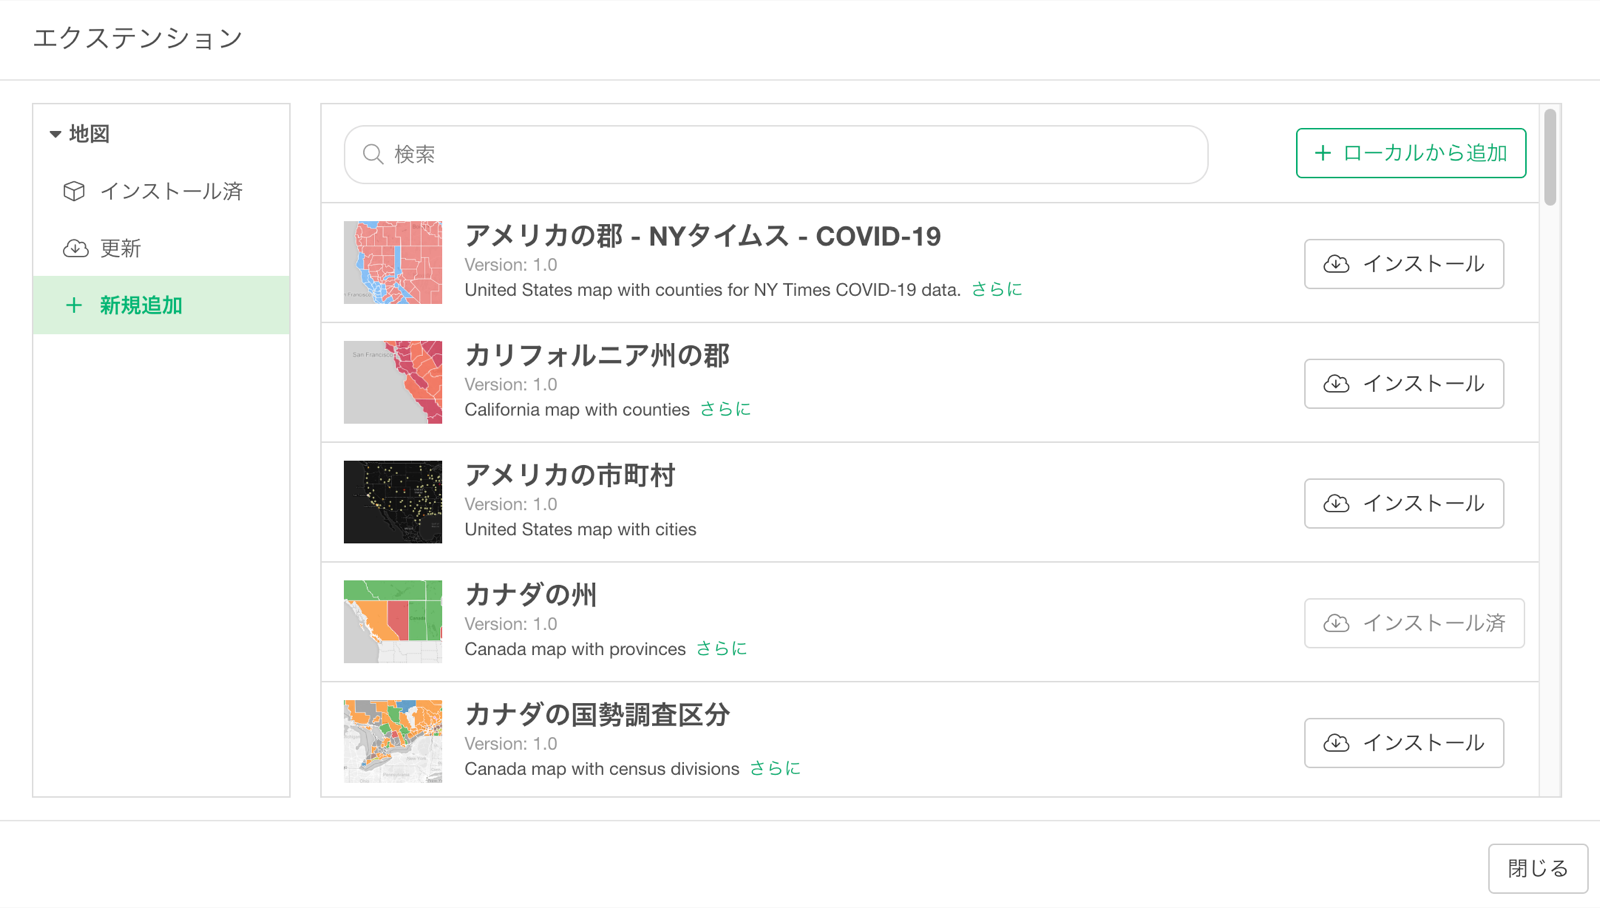 エクステンション
地図
インストール済
更新
新規追加
検索
ローカルから追加
アメリカの郡 - NYタイムス - COVID-19
Version: 1.0
United States map with counties for NY Times COVID-19 data. さらに
インストール
カリフォルニア州の郡
Version: 1.0
California map with counties さらに
インストール
アメリカの市町村
Version: 1.0
United States map with cities
インストール
カナダの州
Version: 1.0
Canada map with provinces さらに
インストール済
カナダの国勢調査区分
Version: 1.0
Canada map with census divisions さらに
インストール
閉じる